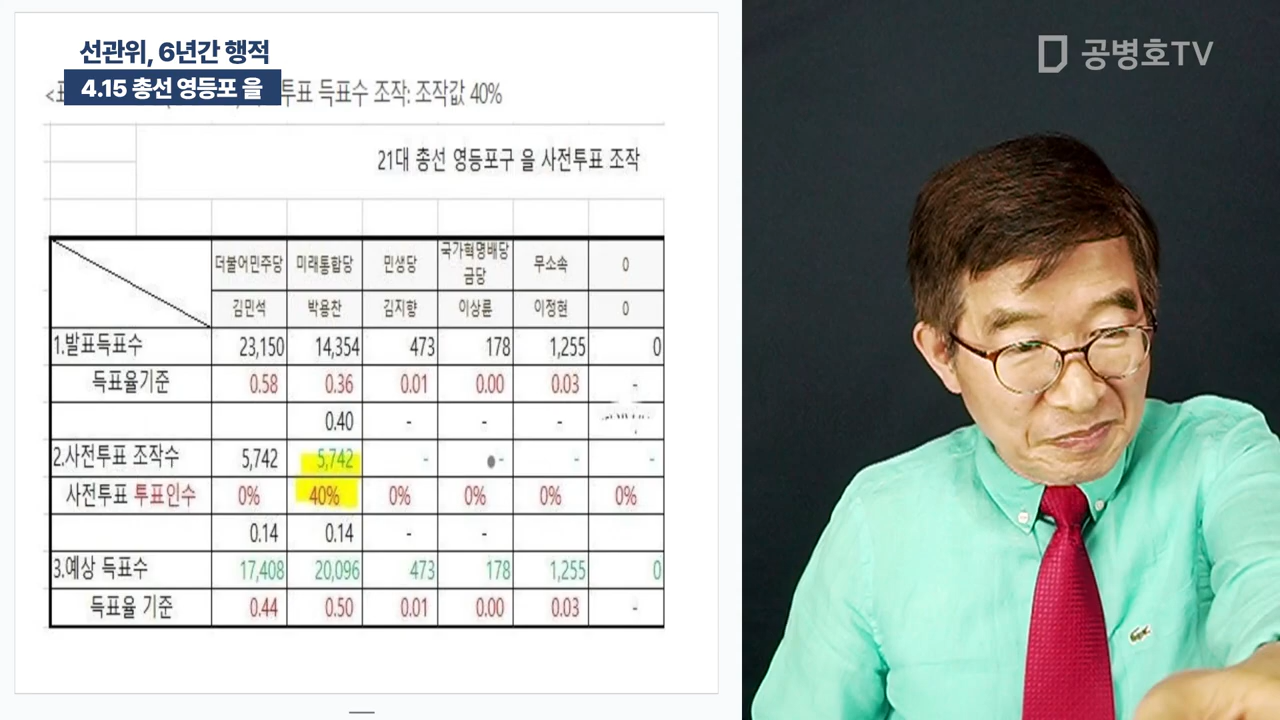 선관위, 6년간 행적
4.15 총선 영등포 을
투표 득표수 조작: 조작값 40%
공병호TV
21대 총선 영등포구 을 사전투표 조작
더불어민주당 미래통합당 민생당 국가혁명배당금당 무소속 0
김민석 박용찬 김지향 이상륜 이정현 0
1.발표득표수 23,150 14,354 473 178 1,255 0
득표율기준 0.58 0.36 0.01 0.00 0.03 -
0.40 - - -
2.사전투표 조작수 5,742 5,742 - - - -
사전투표 투표인수 0% 40% 0% 0% 0% 0%
0.14 0.14 - -
3.예상 득표수 17,408 20,096 473 178 1,255 0
득표율 기준 0.44 0.50 0.01 0.00 0.03 -